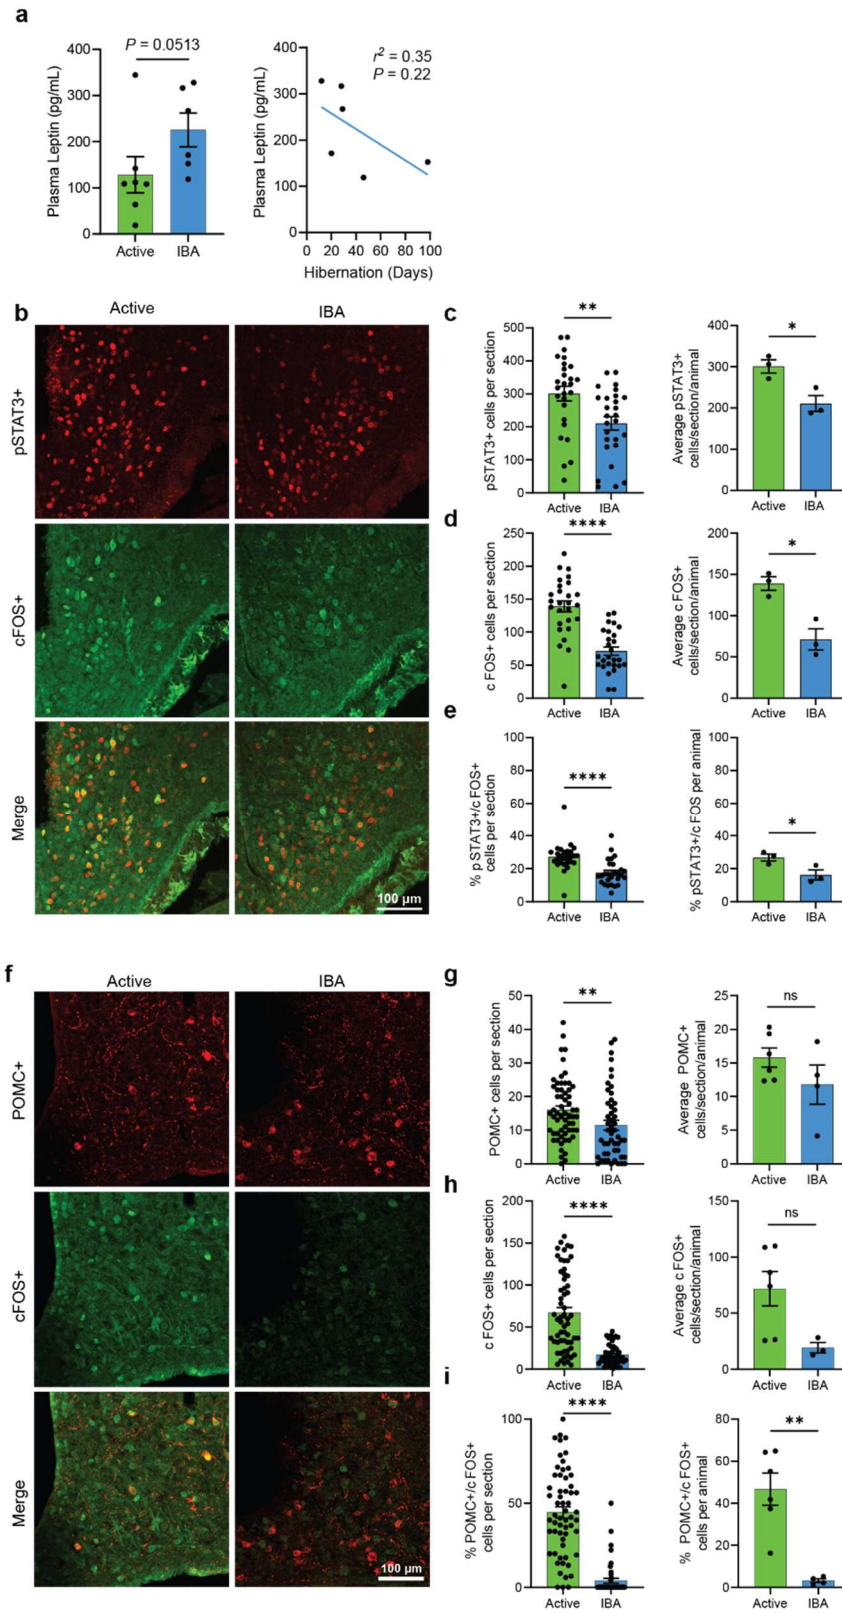 a
P = 0.0513
400
300
200
100
0
Plasma Leptin (pg/mL)
Active
IBA
r² = 0.35
P = 0.22
400
300
200
100
0
Plasma Leptin (pg/mL)
0 20 40 60 80 100
Hibernation (Days)
b
Active
IBA
pSTAT3+
cFOS+
Merge
100 µm
c
**
500
400
300
200
100
0
pSTAT3+ cells per section
Active IBA
*
400
300
200
100
0
Average pSTAT3+
cells/section/animal
Active IBA
d
****
250
200
150
100
50
0
c FOS+ cells per section
Active IBA
*
200
150
100
50
0
Average c FOS+
cells/section/animal
Active IBA
e
****
100
80
60
40
20
0
% pSTAT3+/c FOS+
cells per section
Active IBA
*
100
80
60
40
20
0
% pSTAT3+/c FOS per animal
Active IBA
f
Active
IBA
POMC+
cFOS+
Merge
100 µm
g
**
50
40
30
20
10
0
POMC+ cells per section
Active IBA
ns
25
20
15
10
5
0
Average POMC+
cells/section/animal
Active IBA
h
****
200
150
100
50
0
c FOS+ cells per section
Active IBA
ns
150
100
50
0
Average c FOS+
cells/section/animal
Active IBA
i
****
100
50
0
% POMC+/c FOS+
cells per section
Active IBA
**
80
60
40
20
0
% POMC+/c FOS+
cells per animal
Active IBA